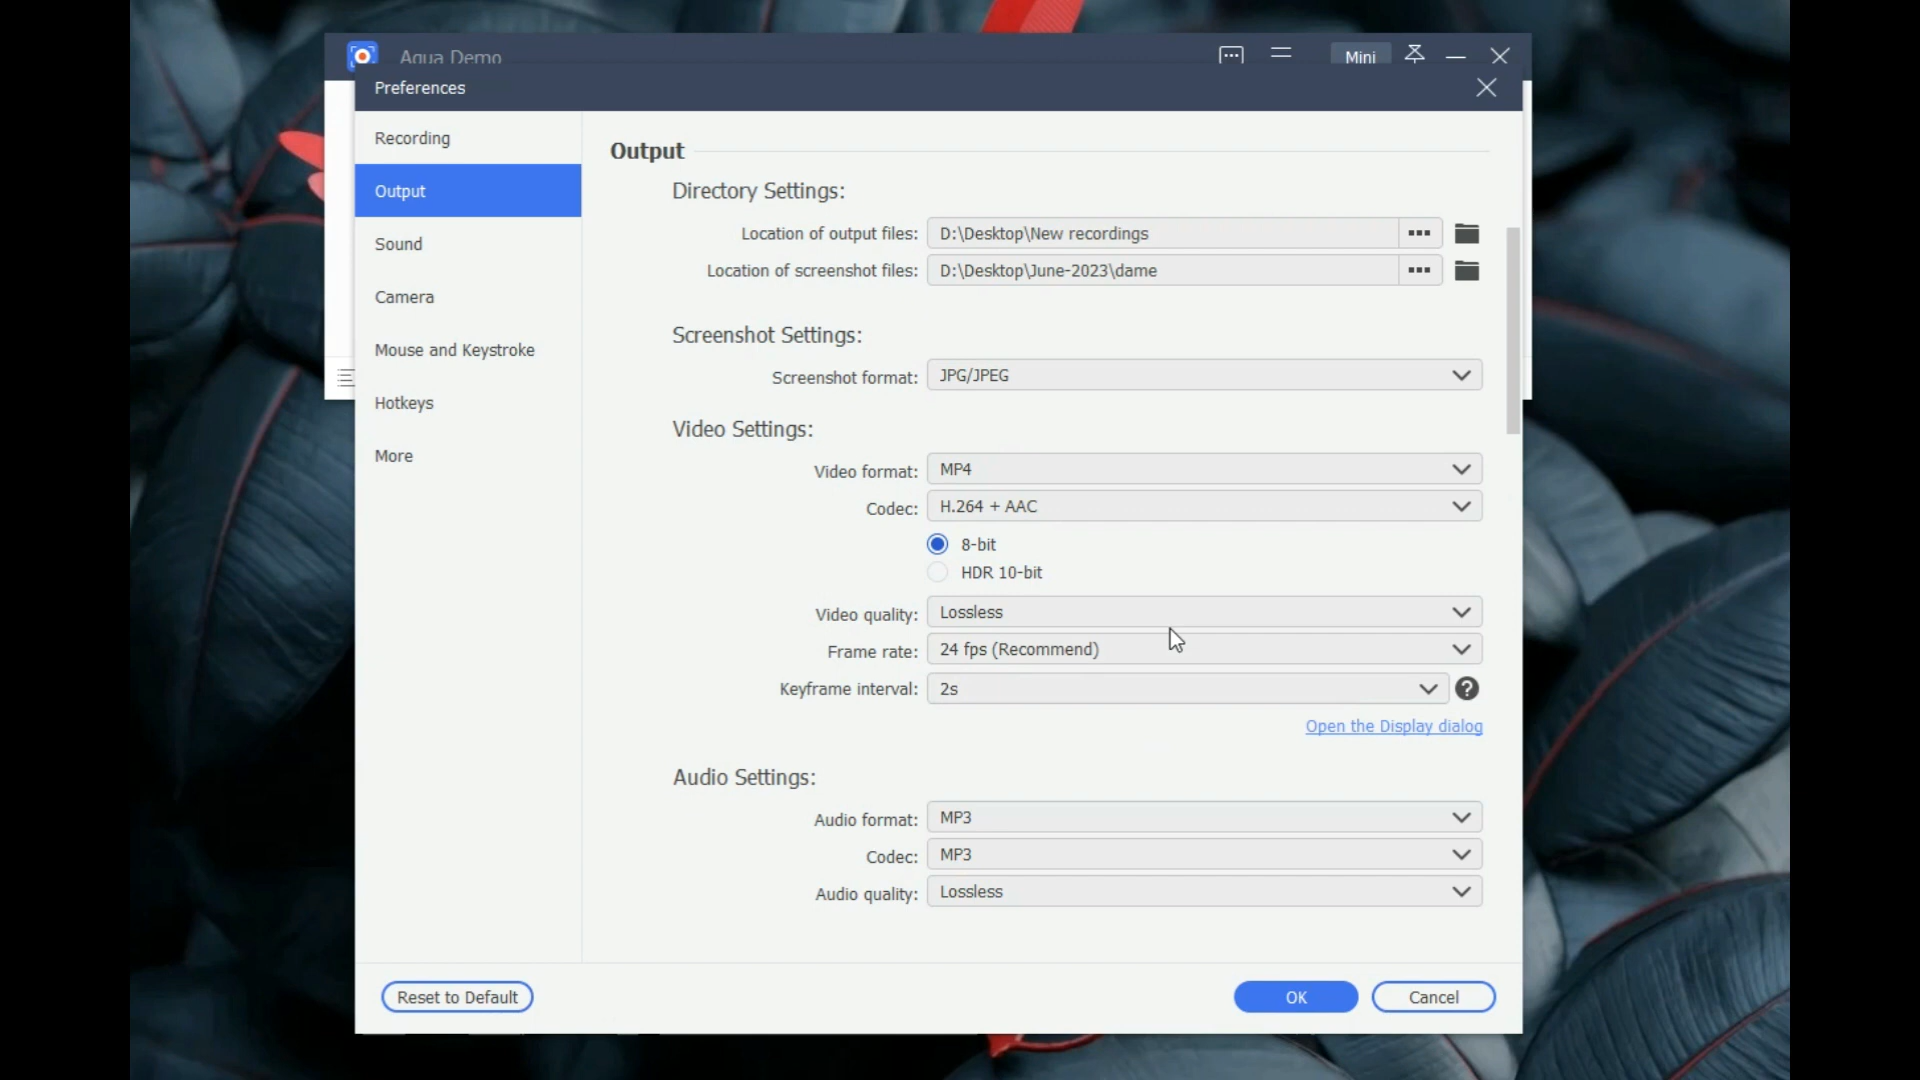 Aqua Demo
Mini
Preferences
Recording
Output
Sound
Camera
Mouse and Keystroke
Hotkeys
More
Output
Directory Settings:
Location of output files: D:\Desktop\New recordings
Location of screenshot files: D:\Desktop\June-2023\dame
Screenshot Settings:
Screenshot format: JPG/JPEG
Video Settings:
Video format: MP4
Codec: H.264 + AAC
8-bit
HDR 10-bit
Video quality: Lossless
Frame rate: 24 fps (Recommend)
Keyframe interval: 2s
Open the Display dialog
Audio Settings:
Audio format: MP3
Codec: MP3
Audio quality: Lossless
Reset to Default
OK
Cancel